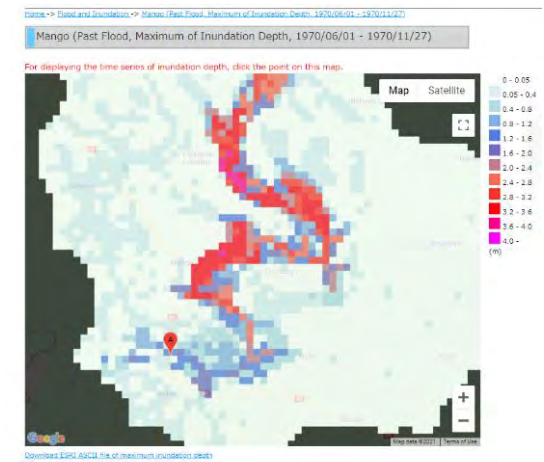 Home -> Flood and Inundation -> Mango (Past Flood, Maximum of Inundation Depth, 1970/06/01 - 1970/11/27)
Mango (Past Flood, Maximum of Inundation Depth, 1970/06/01 - 1970/11/27)
For displaying the time series of inundation depth, click the point on this map.
Map Satellite
0 - 0.05
0.05 - 0.4
0.4 - 0.8
0.8 - 1.2
1.2 - 1.6
1.6 - 2.0
2.0 - 2.4
2.4 - 2.8
2.8 - 3.2
3.2 - 3.6
3.6 - 4.0
4.0 -
(m)
A
+
−
Google
Map data ©2021 Terms of Use
Download ESRI ASCII file of maximum inundation depth